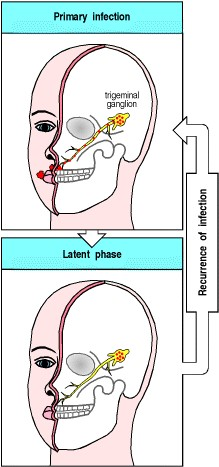 Primary infection
trigeminal
ganglion
Latent phase
Recurrence of infection